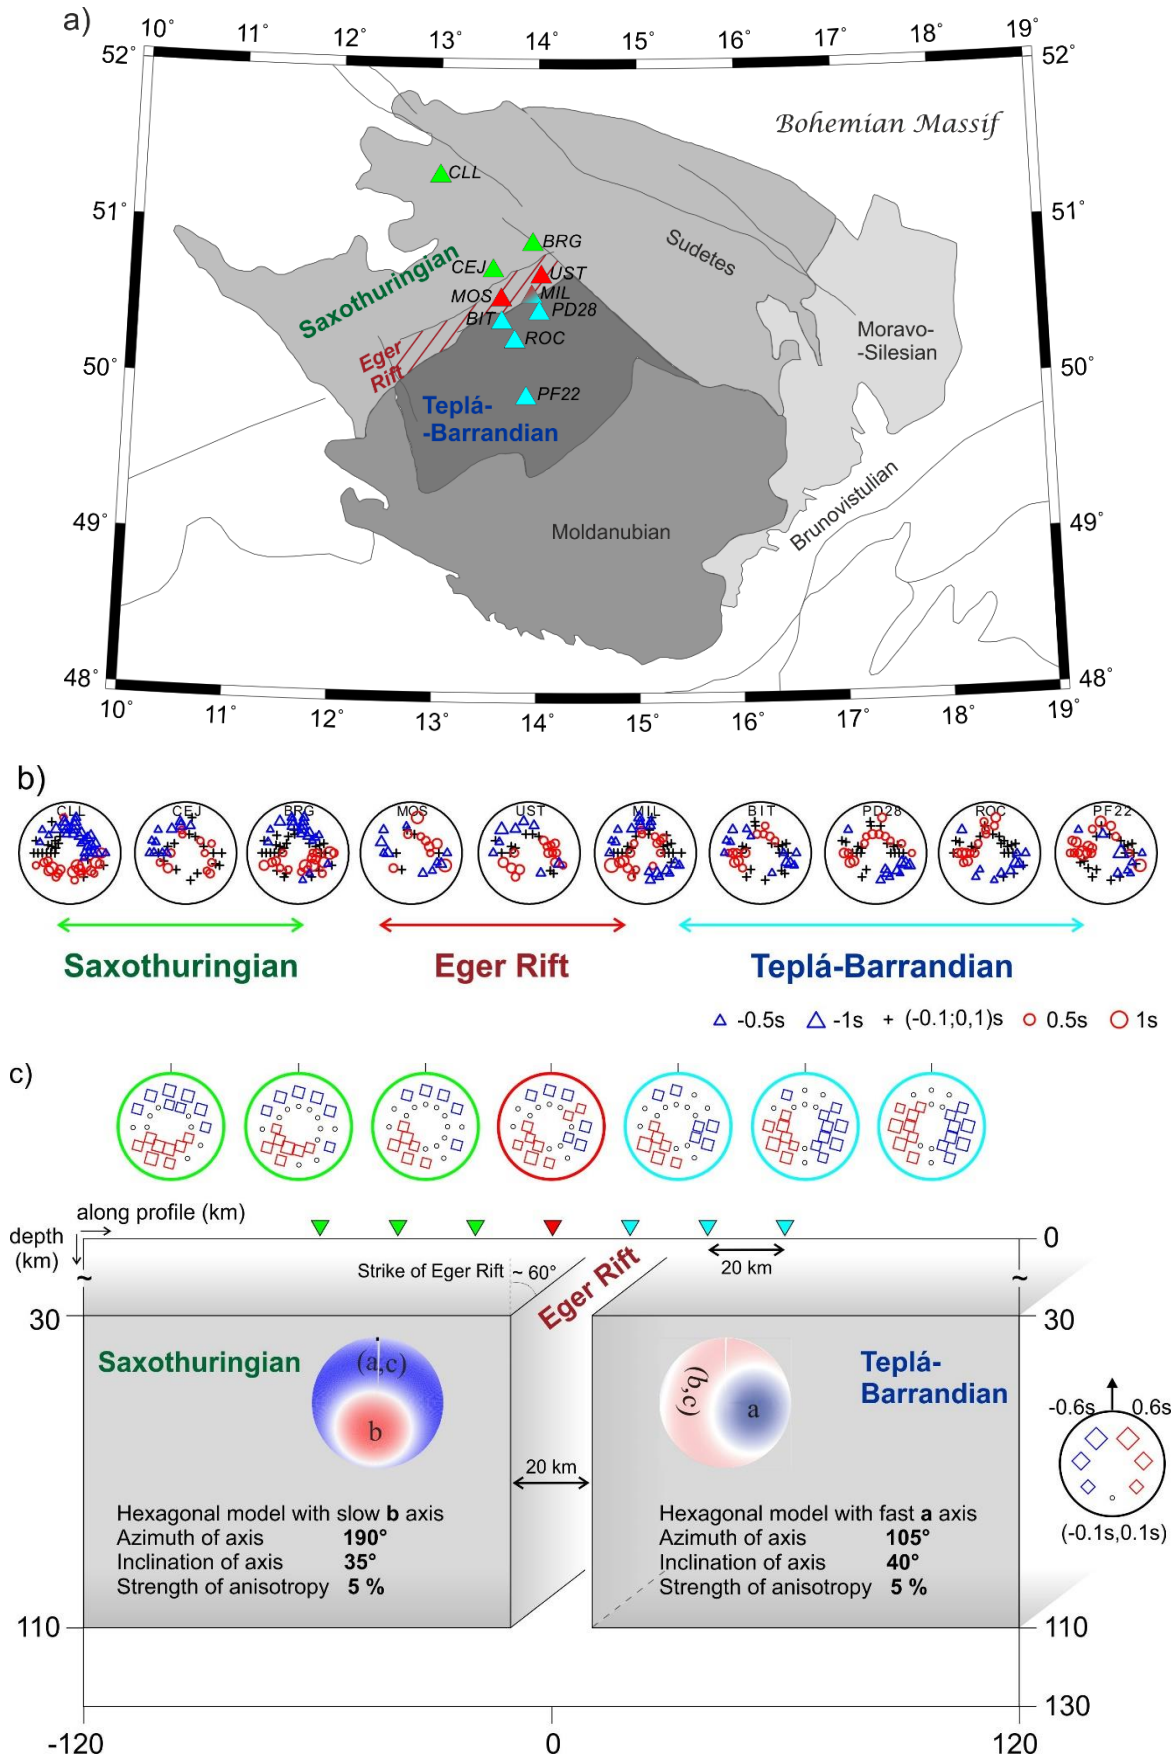 a)
10° 11° 12° 13° 14° 15° 16° 17° 18° 19°
52° 52°
Bohemian Massif
CLL
51° 51°
BRG
Sudetes
CEJ
UST
Saxothuringian
MOS
MIL
PD28
BIT
Moravo-
-Silesian
ROC
Eger
Rift
50° 50°
PF22
Teplá-
-Barrandian
Brunovistulian
Moldanubian
49° 49°
48° 48°
10° 11° 12° 13° 14° 15° 16° 17° 18° 19°
b)
CLL CEJ BRG MOS UST MIL BIT PD28 ROC PF22
Saxothuringian Eger Rift Teplá-Barrandian
-0.5s -1s + (-0.1;0,1)s 0.5s 1s
c)
along profile (km)
depth
(km)
0
20 km
Strike of Eger Rift ~ 60°
Eger Rift
~ ~
30 30
Saxothuringian
(a,c)
b
(b,c)
a
Teplá-
Barrandian
-0.6s 0.6s
(-0.1s,0.1s)
20 km
Hexagonal model with slow b axis
Azimuth of axis 190°
Inclination of axis 35°
Strength of anisotropy 5 %
Hexagonal model with fast a axis
Azimuth of axis 105°
Inclination of axis 40°
Strength of anisotropy 5 %
110 110
130
-120 0 120